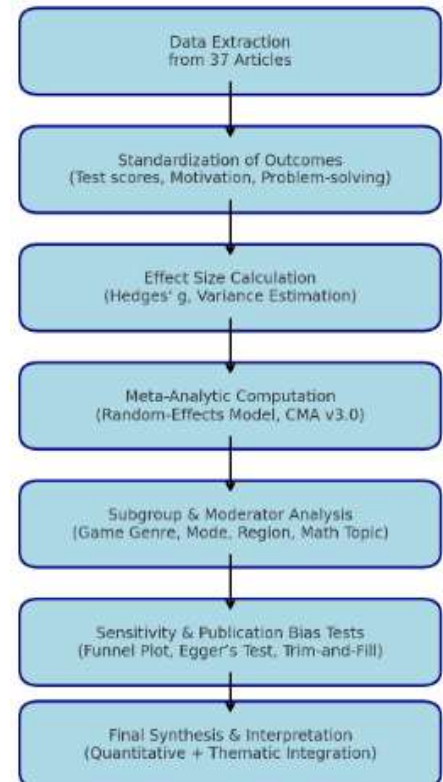 Data Extraction
from 37 Articles
Standardization of Outcomes
(Test scores, Motivation, Problem-solving)
Effect Size Calculation
(Hedges' g, Variance Estimation)
Meta-Analytic Computation
(Random-Effects Model, CMA v3.0)
Subgroup & Moderator Analysis
(Game Genre, Mode, Region, Math Topic)
Sensitivity & Publication Bias Tests
(Funnel Plot, Egger's Test, Trim-and-Fill)
Final Synthesis & Interpretation
(Quantitative + Thematic Integration)